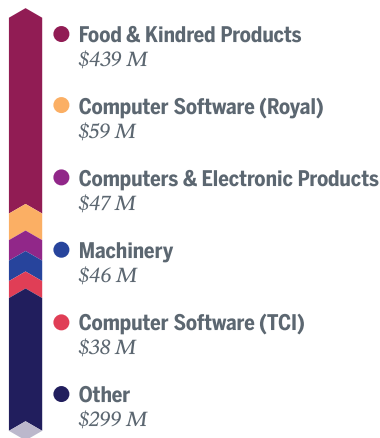 Food & Kindred Products
$439 M
Computer Software (Royal)
$59 M
Computers & Electronic Products
$47 M
Machinery
$46 M
Computer Software (TCI)
$38 M
Other
$299 M